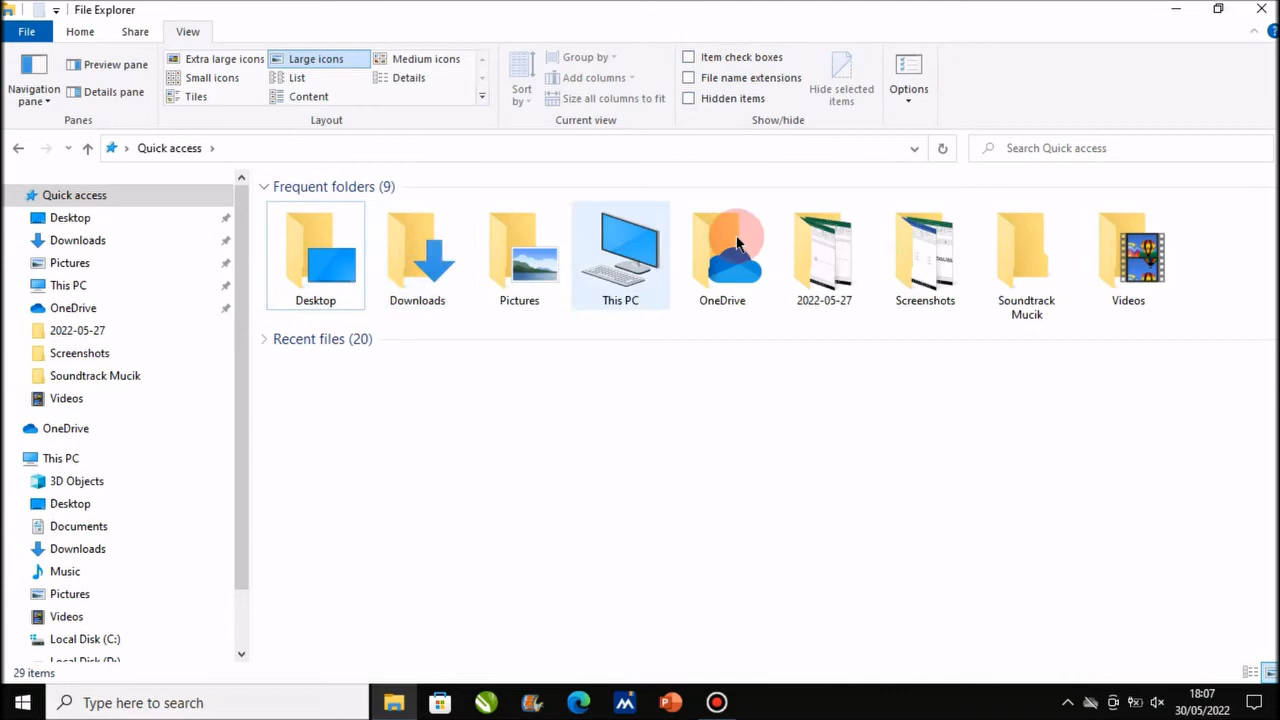 File Explorer
File
Home
Share
View
Navigation
pane
Preview pane
Details pane
Panes
Extra large icons
Large icons
Medium icons
Small icons
List
Details
Tiles
Content
Layout
Sort
by
Group by
Add columns
Size all columns to fit
Current view
Item check boxes
File name extensions
Hidden items
Hide selected
items
Show/hide
Options
Quick access
Search Quick access
Quick access
Desktop
Downloads
Pictures
This PC
OneDrive
2022-05-27
Screenshots
Soundtrack Mucik
Videos
OneDrive
This PC
3D Objects
Desktop
Documents
Downloads
Music
Pictures
Videos
Local Disk (C:)
Local Disk (D:)
Frequent folders (9)
Desktop
Downloads
Pictures
This PC
OneDrive
2022-05-27
Screenshots
Soundtrack
Mucik
Videos
Recent files (20)
29 items
Type here to search
18:07
30/05/2022